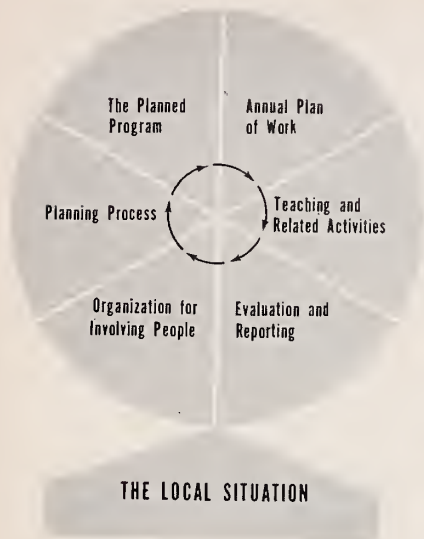 The Planned
Program
Annual Plan
of Work
Planning Process
Teaching and
Related Activities
Organization for
Involving People
Evaluation and
Reporting
THE LOCAL SITUATION